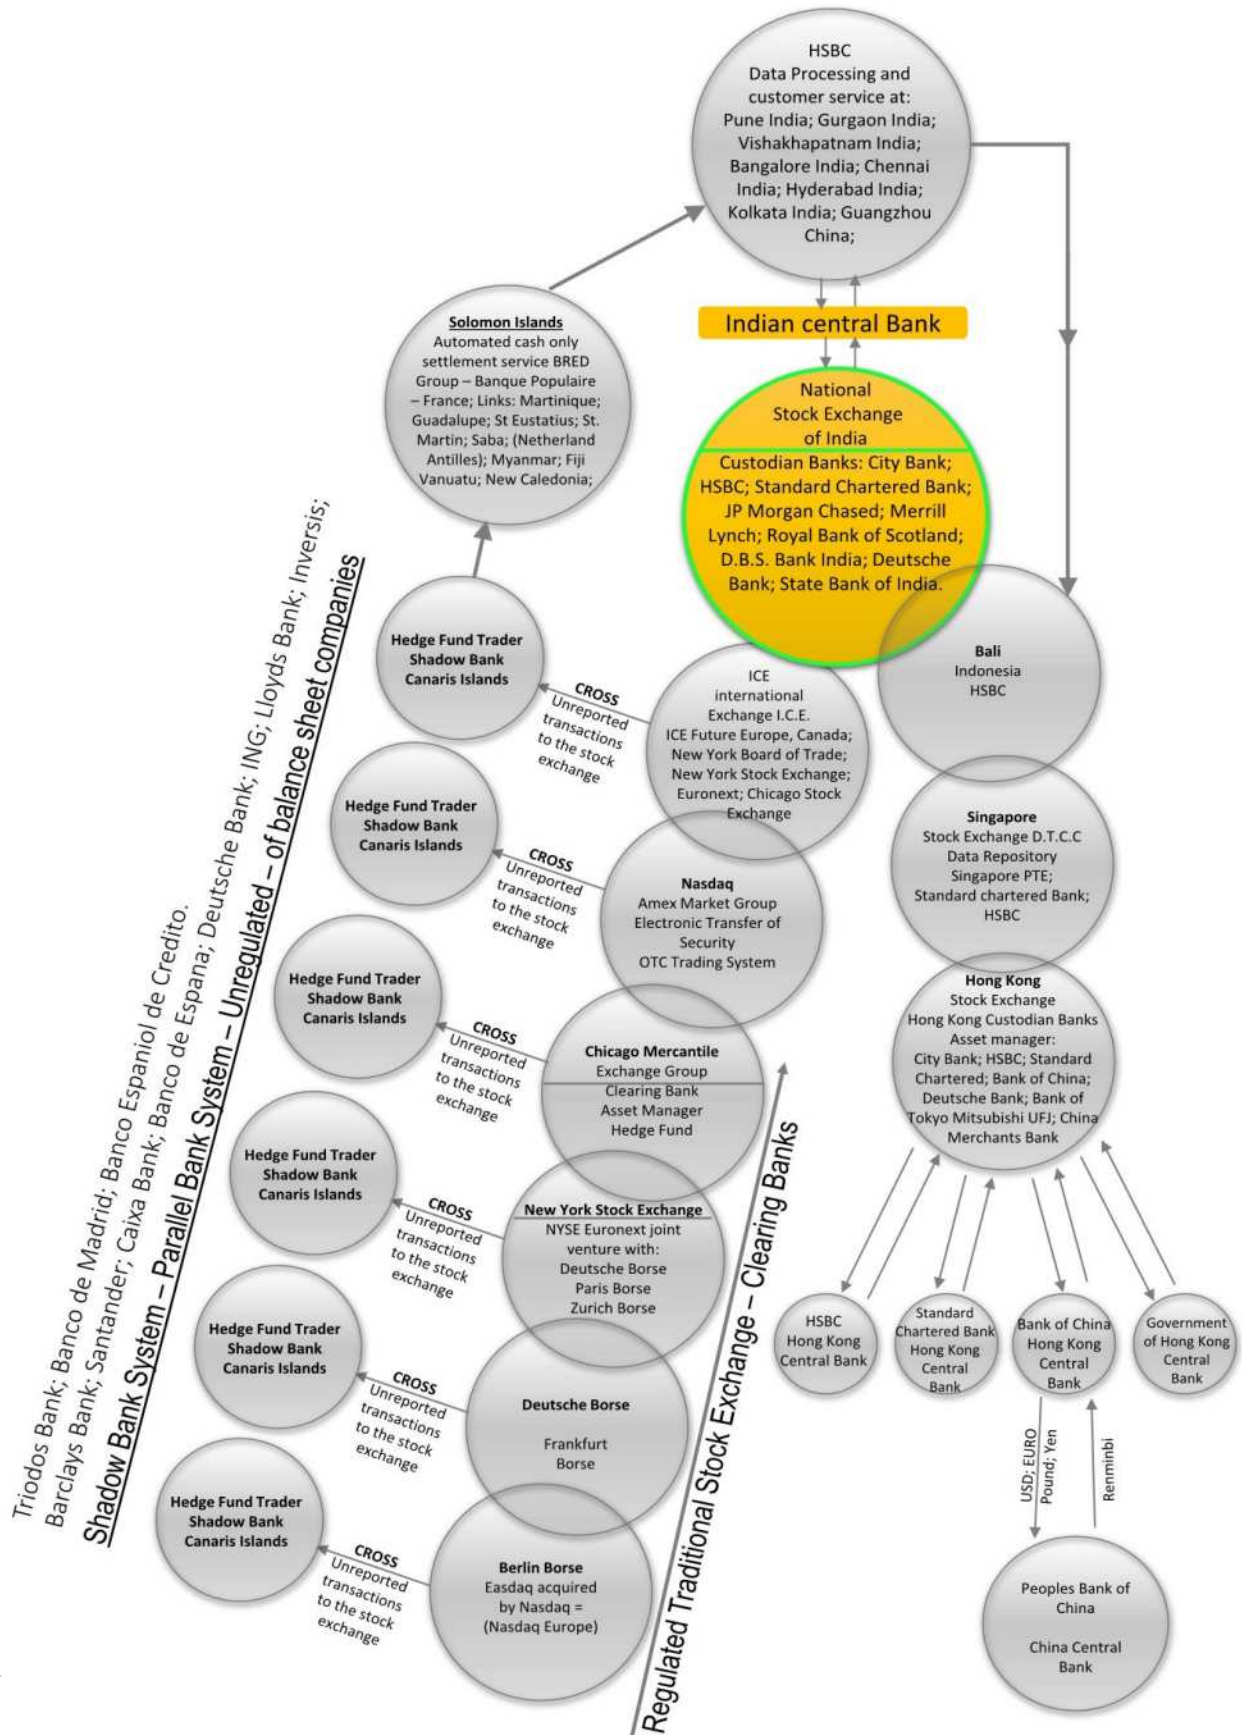 HSBC
Data Processing and
customer service at:
Pune India; Gurgaon India;
Vishakhapatnam India;
Bangalore India; Chennai
India; Hyderabad India;
Kolkata India; Guangzhou
China;
Indian central Bank
National
Stock Exchange
of India
Custodian Banks: City Bank;
HSBC; Standard Chartered Bank;
JP Morgan Chased; Merrill
Lynch; Royal Bank of Scotland;
D.B.S. Bank India; Deutsche
Bank; State Bank of India.
Solomon Islands
Automated cash only
settlement service BRED
Group – Banque Populaire
– France; Links: Martinique;
Guadalupe; St Eustatius; St.
Martin; Saba; (Netherland
Antilles); Myanmar; Fiji
Vanuatu; New Caledonia;
Triodos Bank; Banco de Madrid; Banco Espaniol de Credito.
Barclays Bank; Santander; Caixa Bank; Banco de Espana; Deutsche Bank; ING; Lloyds Bank; Inversis;
Shadow Bank System – Parallel Bank System – Unregulated – of balance sheet companies
Hedge Fund Trader
Shadow Bank
Canaris Islands
CROSS
Unreported
transactions
to the stock
exchange
ICE
international
Exchange I.C.E.
ICE Future Europe, Canada;
New York Board of Trade;
New York Stock Exchange;
Euronext; Chicago Stock
Exchange
Hedge Fund Trader
Shadow Bank
Canaris Islands
CROSS
Unreported
transactions
to the stock
exchange
Nasdaq
Amex Market Group
Electronic Transfer of
Security
OTC Trading System
Hedge Fund Trader
Shadow Bank
Canaris Islands
CROSS
Unreported
transactions
to the stock
exchange
Chicago Mercantile
Exchange Group
Clearing Bank
Asset Manager
Hedge Fund
Hedge Fund Trader
Shadow Bank
Canaris Islands
CROSS
Unreported
transactions
to the stock
exchange
New York Stock Exchange
NYSE Euronext joint
venture with:
Deutsche Borse
Paris Borse
Zurich Borse
Hedge Fund Trader
Shadow Bank
Canaris Islands
CROSS
Unreported
transactions
to the stock
exchange
Deutsche Borse
Frankfurt
Borse
Hedge Fund Trader
Shadow Bank
Canaris Islands
CROSS
Unreported
transactions
to the stock
exchange
Berlin Borse
Easdaq acquired
by Nasdaq =
(Nasdaq Europe)
Regulated Traditional Stock Exchange – Clearing Banks
Bali
Indonesia
HSBC
Singapore
Stock Exchange D.T.C.C
Data Repository
Singapore PTE;
Standard chartered Bank;
HSBC
Hong Kong
Stock Exchange
Hong Kong Custodian Banks
Asset manager:
City Bank; HSBC; Standard
Chartered; Bank of China;
Deutsche Bank; Bank of
Tokyo Mitsubishi UFJ; China
Merchants Bank
HSBC
Hong Kong
Central Bank
Standard
Chartered Bank
Hong Kong
Central
Bank
Bank of China
Hong Kong
Central
Bank
Government
of Hong Kong
Central
Bank
USD; EURO
Pound; Yen
Renminbi
Peoples Bank of
China
China Central
Bank